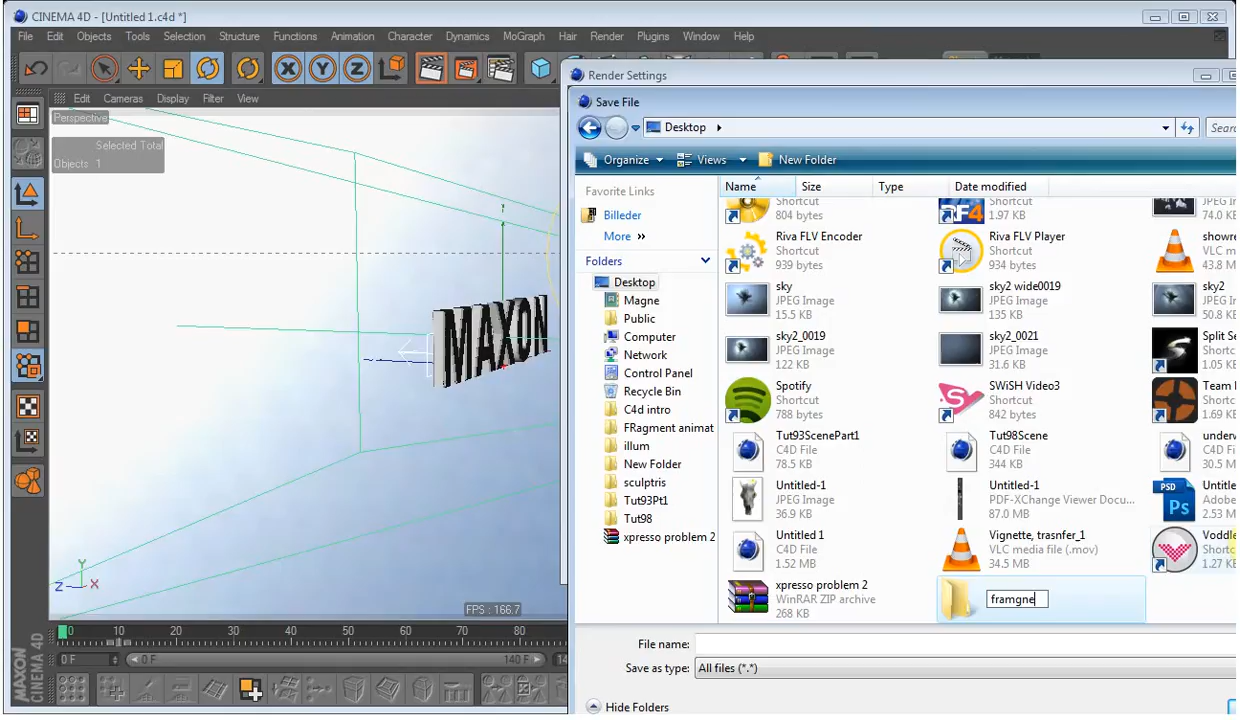 CINEMA 4D - [Untitled 1.c4d *]
File Edit Objects Tools Selection Structure Functions Animation Character Dynamics MoGraph Hair Render Plugins Window Help
X Y Z
Edit Cameras Display Filter View
Perspective
Selected Total
Objects 1
MAXON
Y
Z X
FPS : 166.7
0 10 20 30 40 50 60 70 80
0 F 0 F 140 F
MAXON
CINEMA 4D
Render Settings
Save File
Desktop
Organize Views New Folder
Name Size Type Date modified
Favorite Links
Billeder
More »
Folders
Desktop
Magne
Public
Computer
Network
Control Panel
Recycle Bin
C4d intro
FRagment animat
illum
New Folder
sculptris
Tut93Pt1
Tut98
xpresso problem 2
Shortcut
804 bytes
Shortcut
1.97 KB
JPEG I
74.0 K
Riva FLV Encoder
Shortcut
939 bytes
Riva FLV Player
Shortcut
934 bytes
showre
VLC m
43.8 M
sky
JPEG Image
15.5 KB
sky2 wide0019
JPEG Image
135 KB
sky2
JPEG I
50.8 K
sky2_0019
JPEG Image
122 KB
sky2_0021
JPEG Image
31.6 KB
Split Se
Shortc
1.05 KB
Spotify
Shortcut
788 bytes
SWiSH Video3
Shortcut
842 bytes
Team
Shortc
1.69 K
Tut93ScenePart1
C4D File
78.5 KB
Tut98Scene
C4D File
344 KB
underv
C4D Fi
30.5 M
Untitled-1
JPEG Image
36.9 KB
Untitled-1
PDF-XChange Viewer Docu...
87.0 MB
PSD
Ps
Untitle
Adobe
2.53 M
Untitled 1
C4D File
1.52 MB
Vignette, trasnfer_1
VLC media file (.mov)
34.5 MB
Voddle
Shortc
1.27 KB
xpresso problem 2
WinRAR ZIP archive
268 KB
framgne
File name:
Save as type: All files (*.*)
Hide Folders